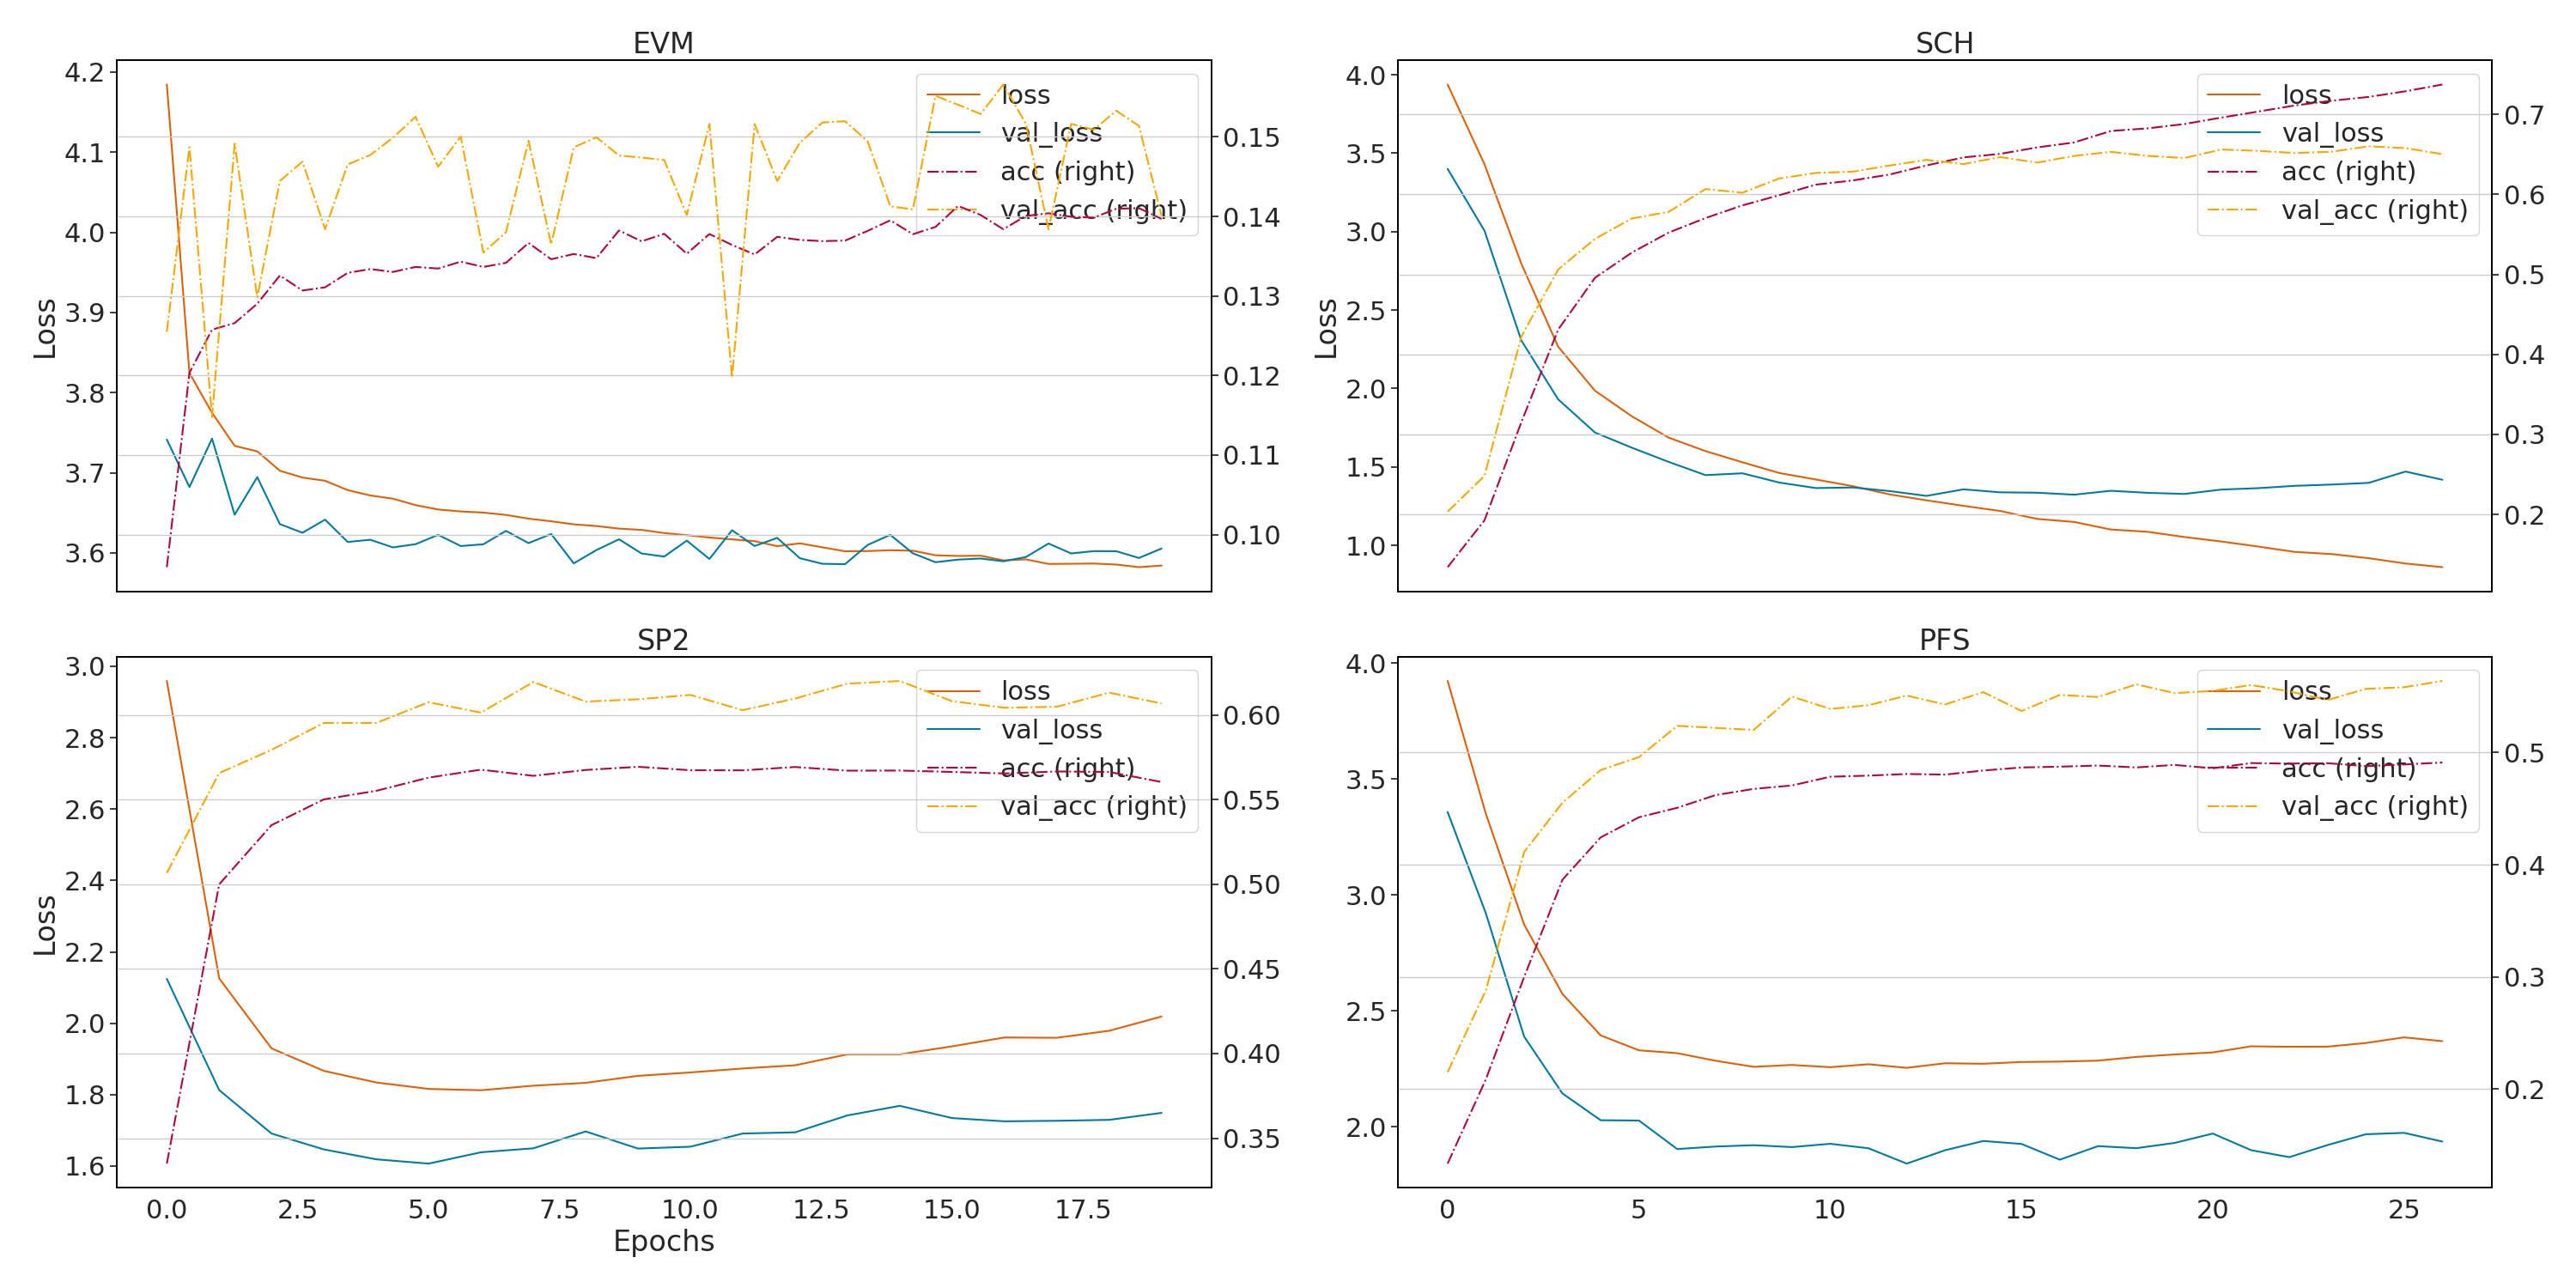 EVM
4.2
4.1
4.0
3.9
3.8
3.7
3.6
Loss
0.15
0.14
0.13
0.12
0.11
0.10
loss
val_loss
acc (right)
val_acc (right)
SCH
4.0
3.5
3.0
2.5
2.0
1.5
1.0
Loss
0.7
0.6
0.5
0.4
0.3
0.2
loss
val_loss
acc (right)
val_acc (right)
SP2
3.0
2.8
2.6
2.4
2.2
2.0
1.8
1.6
Loss
0.60
0.55
0.50
0.45
0.40
0.35
loss
val_loss
acc (right)
val_acc (right)
0.0 2.5 5.0 7.5 10.0 12.5 15.0 17.5
Epochs
PFS
4.0
3.5
3.0
2.5
2.0
0.5
0.4
0.3
0.2
loss
val_loss
acc (right)
val_acc (right)
0 5 10 15 20 25